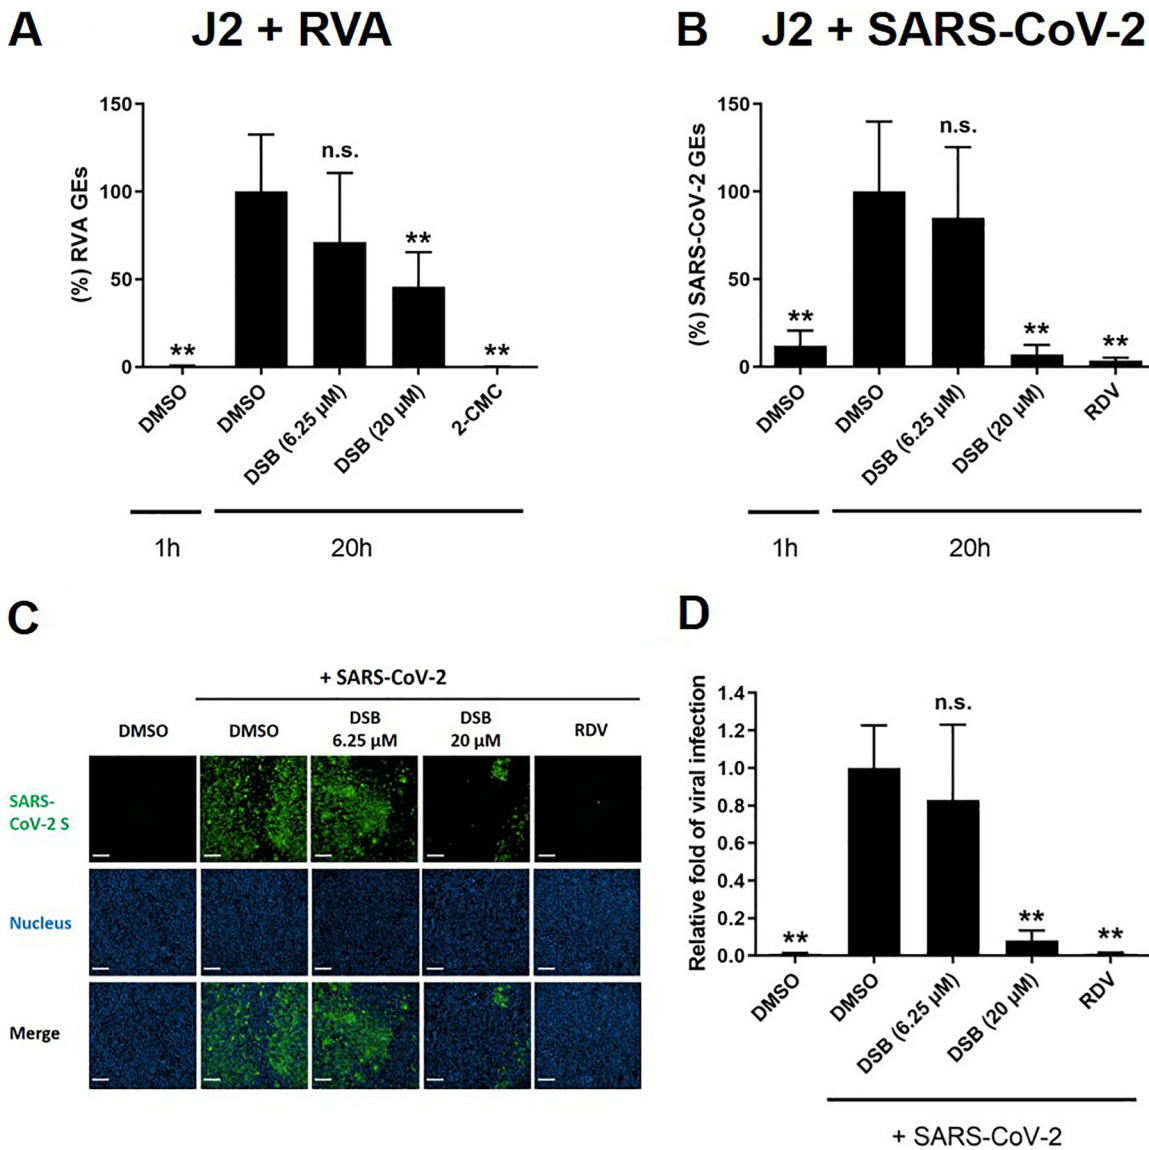 A
J2 + RVA
(%) RVA GEs
150
100
50
0
**
n.s.
**
**
DMSO
DMSO
DSB (6.25 µM)
DSB (20 µM)
2-CMC
1h
20h
B
J2 + SARS-CoV-2
(%) SARS-CoV-2 GEs
150
100
50
0
**
n.s.
**
**
DMSO
DMSO
DSB (6.25 µM)
DSB (20 µM)
RDV
1h
20h
C
+ SARS-CoV-2
DMSO
DMSO
DSB
6.25 µM
DSB
20 µM
RDV
SARS-
CoV-2 S
Nucleus
Merge
D
Relative fold of viral infection
1.4
1.2
1.0
0.8
0.6
0.4
0.2
0.0
**
n.s.
**
**
DMSO
DMSO
DSB (6.25 µM)
DSB (20 µM)
RDV
+ SARS-CoV-2